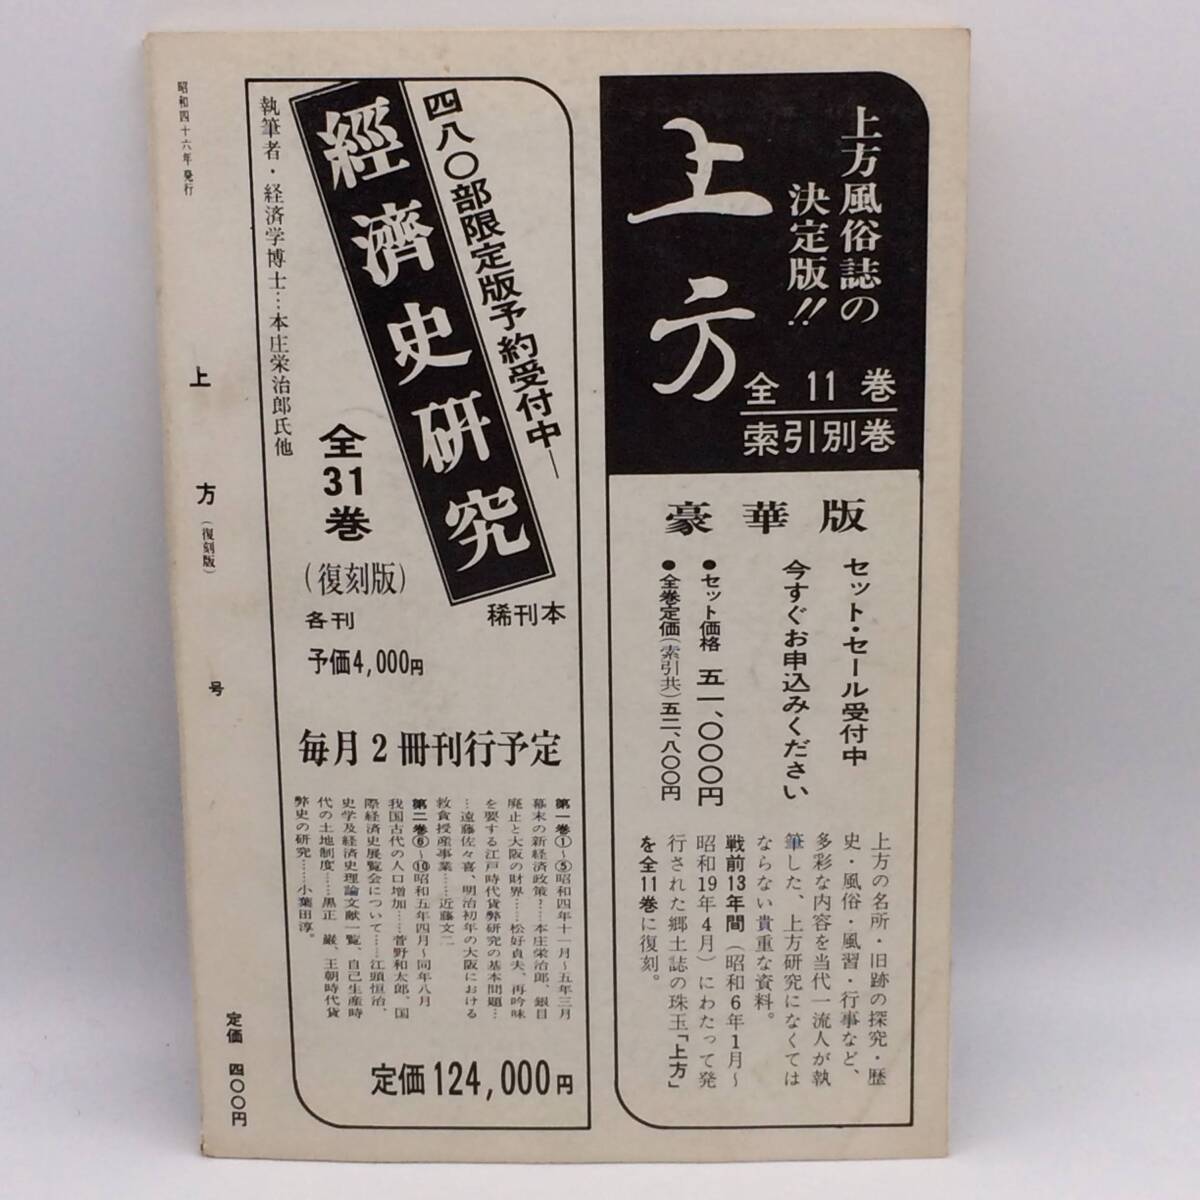 上方風俗誌の
決定版!!
上方
全11巻
索引別巻
豪華版
セット・セール受付中
今すぐお申込みください
●セット価格 五一、〇〇〇円
●全巻定価(索引共)五二、八〇〇円
上方の名所・旧跡の探究・歴
史・風俗・風習・行事など、
多彩な内容を当代一流人が執
筆した、上方研究になくては
ならない貴重な資料。
戦前13年間(昭和6年1月〜
昭和19年4月)にわたって発
行された郷土誌の珠玉「上方」
を全11巻に復刻。
四八〇部限定版予約受付中―
經濟史研究
稀刊本
執筆者・経済学博士…本庄栄治郎氏他
全31巻
(復刻版)
各刊
予価4,000円
毎月2冊刊行予定
第一巻①〜⑤昭和四年十一月〜五年三月
幕末の新経済政策?……本庄栄治郎、銀目
廃止と大阪の財界……松好貞夫、再吟味
を要する江戸時代貨弊研究の基本問題…
…遠藤佐々喜、明治初年の大阪における
救貧授産事業……近藤文二
第二巻⑥〜⑩昭和五年四月〜同年八月
我国古代の人口増加……菅野和太郎、国
際経済史展覧会について……江頭恒治、
史学及経済史理論文献一覧、自己生産時
代の土地制度……黒正 巌、王朝時代貨
弊史の研究……小葉田淳。
定価124,000円
昭和四十六年発行
上方(復刻版) 号
定価 四〇〇円